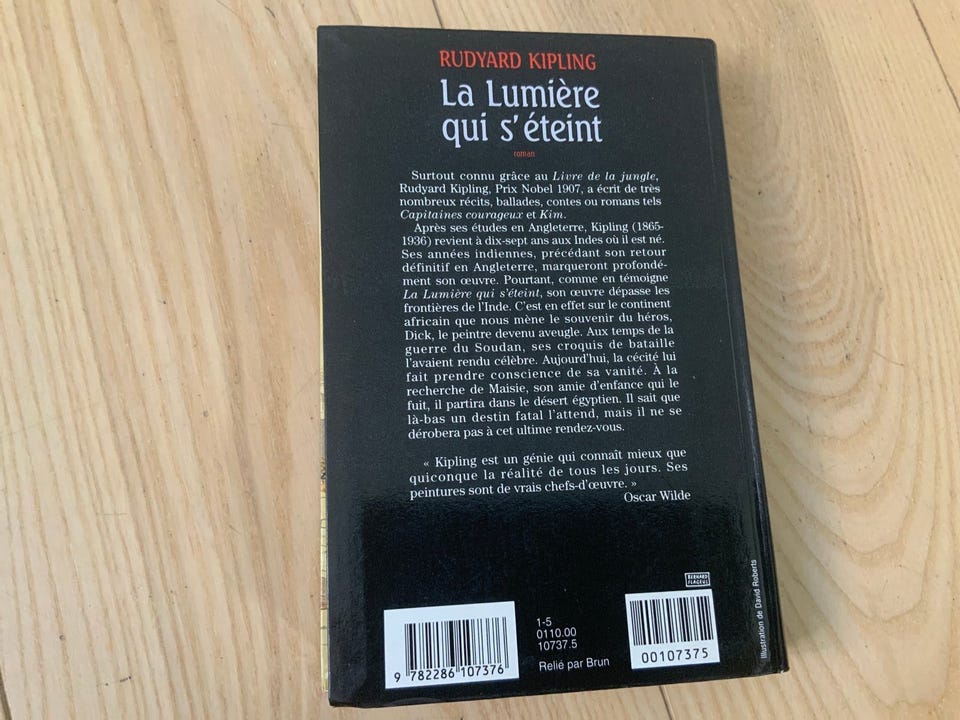 RUDYARD KIPLING
La Lumière
qui s'éteint
roman
Surtout connu grâce au Livre de la jungle,
Rudyard Kipling, Prix Nobel 1907, a écrit de très
nombreux récits, ballades, contes ou romans tels
Capitaines courageux et Kim.
Après ses études en Angleterre, Kipling (1865-
1936) revient à dix-sept ans aux Indes où il est né.
Ses années indiennes, précédant son retour
définitif en Angleterre, marqueront profondé-
ment son œuvre. Pourtant, comme en témoigne
La Lumière qui s'éteint, son œuvre dépasse les
frontières de l'Inde. C'est en effet sur le continent
africain que nous mène le souvenir du héros,
Dick, le peintre devenu aveugle. Aux temps de la
guerre du Soudan, ses croquis de bataille
l'avaient rendu célèbre. Aujourd'hui, la cécité lui
fait prendre conscience de sa vanité. À la
recherche de Maisie, son amie d'enfance qui le
fuit, il partira dans le désert égyptien. Il sait que
là-bas un destin fatal l'attend, mais il ne se
dérobera pas à cet ultime rendez-vous.
« Kipling est un génie qui connaît mieux que
quiconque la réalité de tous les jours. Ses
peintures sont de vrais chefs-d'œuvre. »
Oscar Wilde
BERNARD
FLAGEUL
Illustration de David Roberts
9 782286 107376
1-5
0110.00
10737.5
Relié par Brun
00107375